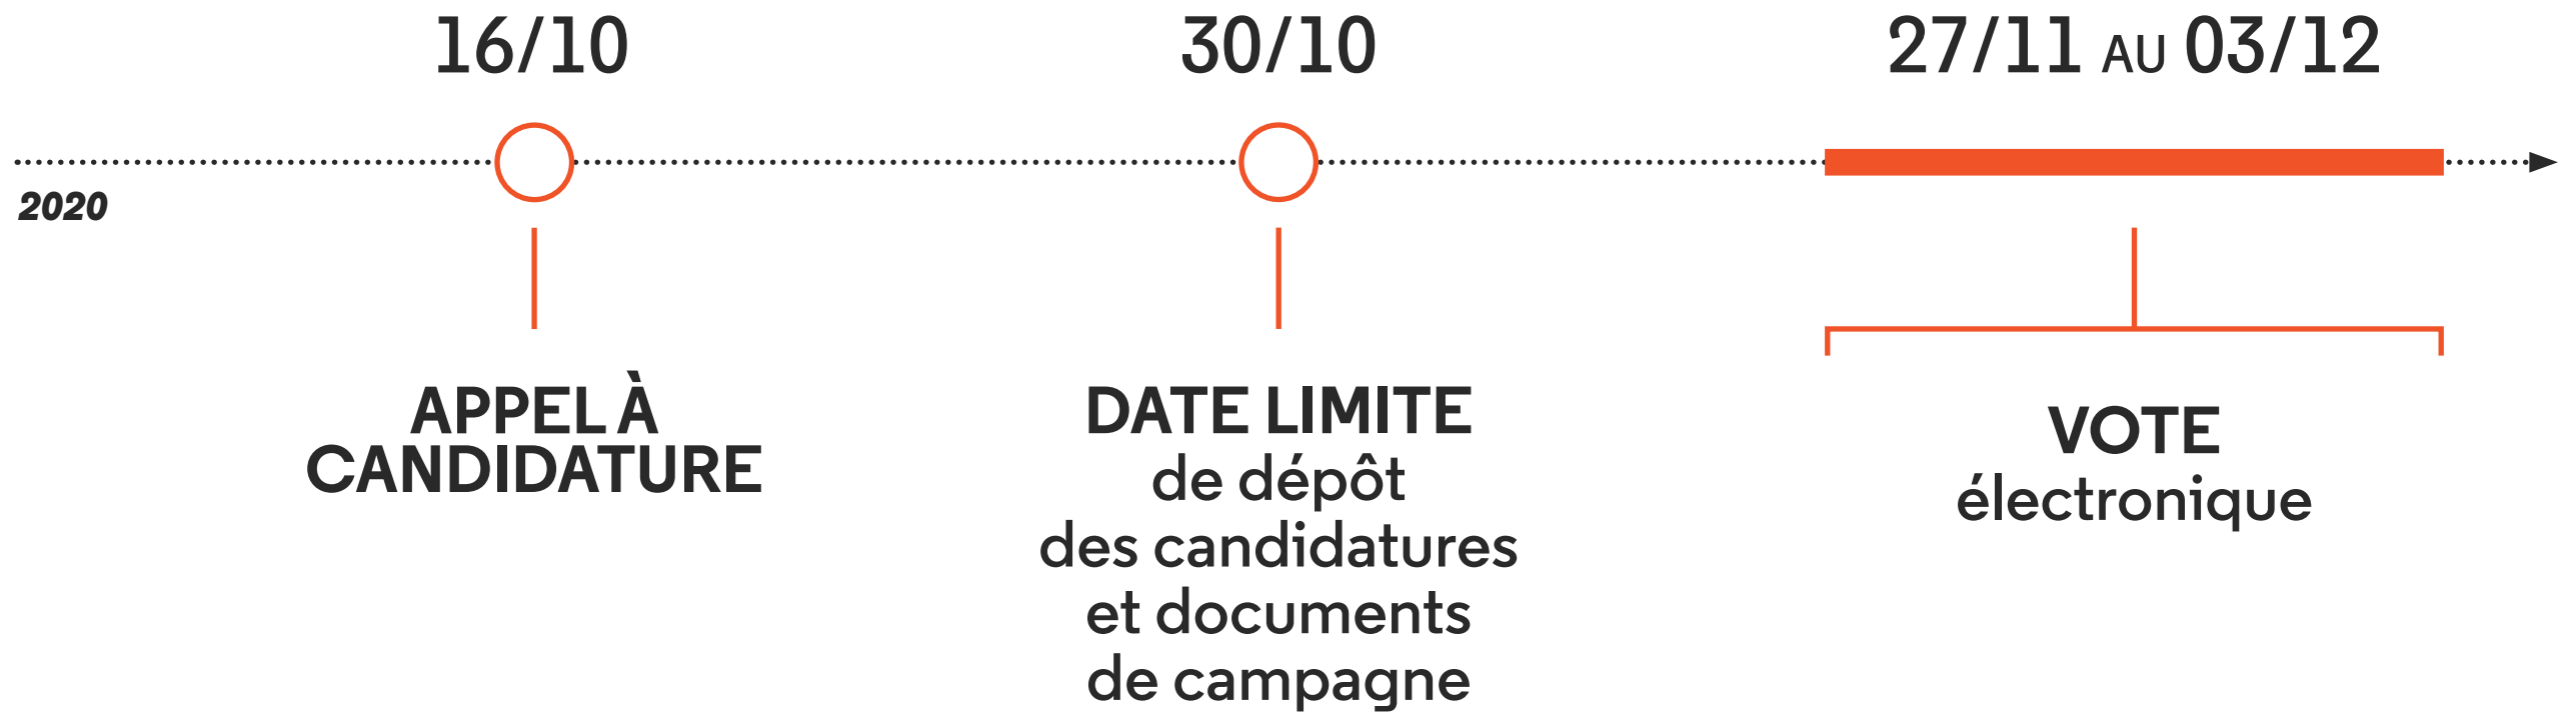 16/10
30/10
27/11 AU 03/12
2020
APPEL À
CANDIDATURE
DATE LIMITE
de dépôt
des candidatures
et documents
de campagne
VOTE
électronique